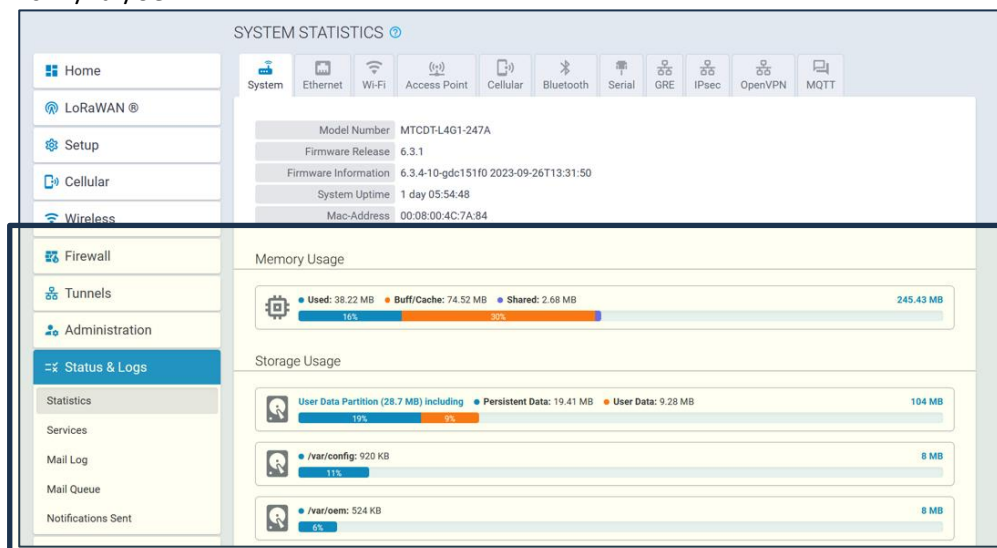 SYSTEM STATISTICS
Home
LoRaWAN ®
Setup
Cellular
Wireless
Firewall
Tunnels
Administration
Status & Logs
Statistics
Services
Mail Log
Mail Queue
Notifications Sent
System Ethernet Wi-Fi Access Point Cellular Bluetooth Serial GRE IPsec OpenVPN MQTT
Model Number MTCDT-L4G1-247A
Firmware Release 6.3.1
Firmware Information 6.3.4-10-gdc151f0 2023-09-26T13:31:50
System Uptime 1 day 05:54:48
Mac-Address 00:08:00:4C:7A:84
Memory Usage
Used: 38.22 MB Buff/Cache: 74.52 MB Shared: 2.68 MB 245.43 MB
16% 30%
Storage Usage
User Data Partition (28.7 MB) including Persistent Data: 19.41 MB User Data: 9.28 MB 104 MB
19% 9%
/var/config: 920 KB 8 MB
11%
/var/oem: 524 KB 8 MB
6%